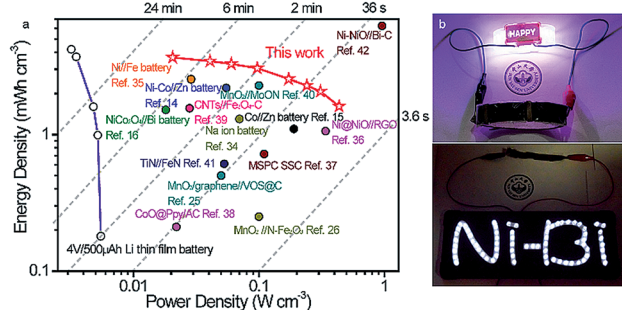 24 min
6 min
2 min
36 s
a
This work
Ni-NiO//Bi-C
Ref. 42
Ni//Fe battery
Ref. 35
Ni-Co//Zn battery
Ref. 14
MnO₂//MoON Ref. 40
NiCo₂O₄//Bi battery
Ref. 16
CNTs//Fe₃O₄-C
Ref. 39
Co//Zn battery Ref. 15
Na ion battery
Ref. 34
Ni@NiO//RGO
Ref. 36
3.6 s
TiN//FeN Ref. 41
MSPC SSC Ref. 37
MnO₂/graphene//VOS@C
Ref. 25
CoO@Ppy//AC Ref. 38
MnO₂//N-Fe₂O₃ Ref. 26
4V/500µAh Li thin film battery
Energy Density (mWh cm⁻³)
1
0.1
0.01
0.1
1
Power Density (W cm⁻³)
b
HAPPY
Ni-Bi